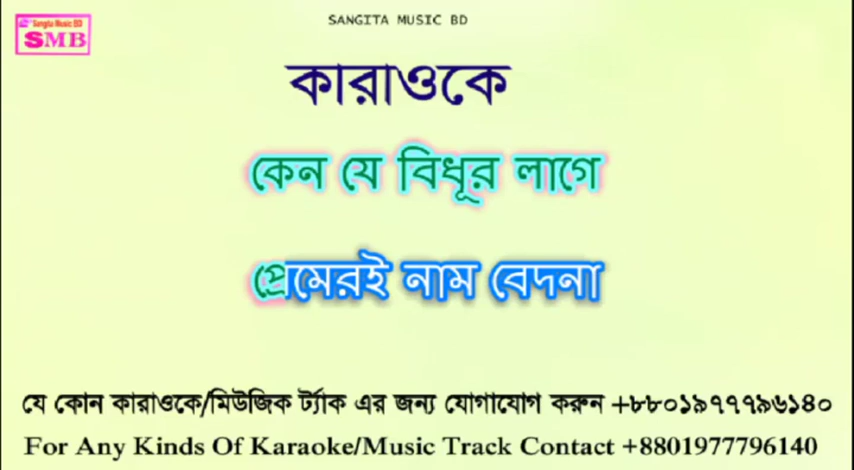 SANGITA MUSIC BD
Sangita Music BD
SMB
কারাওকে
কেন যে বিধূর লাগে
প্রেমেরই নাম বেদনা
যে কোন কারাওকে/মিউজিক ট্যাক এর জন্য যোগাযোগ করুন +৮৮০১৯৭৭৭৯৬১৪০
For Any Kinds Of Karaoke/Music Track Contact +8801977796140